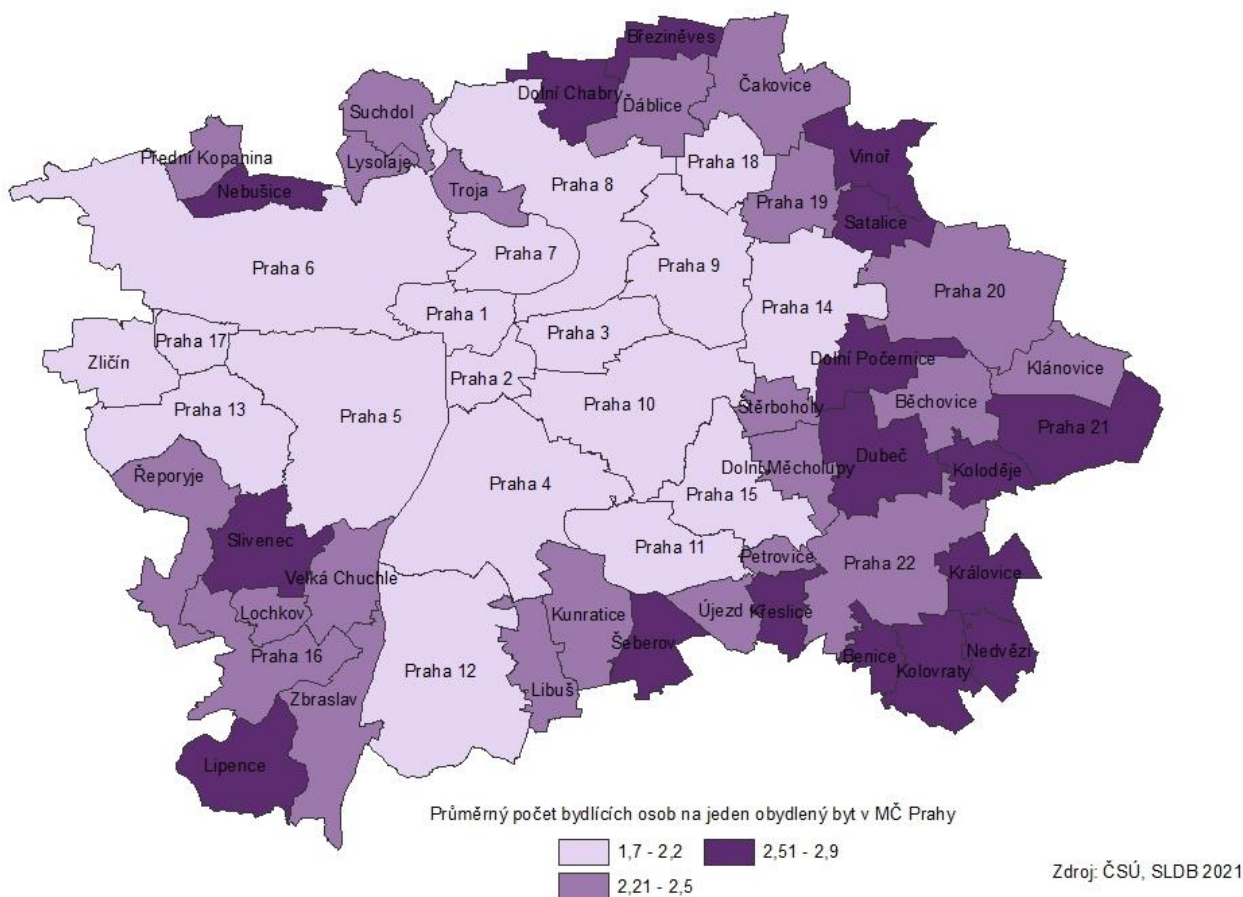 Březiněves
Dolní Chabry
Ďáblice
Čakovice
Suchdol
Přední Kopanina
Lysolaje
Nebušice
Troja
Praha 8
Praha 18
Vinoř
Praha 19
Satalice
Praha 6
Praha 7
Praha 9
Praha 20
Praha 1
Praha 3
Praha 14
Praha 17
Zličín
Praha 2
Dolní Počernice
Klánovice
Praha 13
Praha 5
Praha 10
Štěrboholy
Běchovice
Praha 21
Řeporyje
Praha 4
Dolní Měcholupy
Dubeč
Koloděje
Praha 15
Slivenec
Praha 11
Petrovice
Praha 22
Velká Chuchle
Královice
Lochkov
Kunratice
Újezd
Křeslice
Šeberov
Praha 16
Praha 12
Benice
Nedvězí
Kolovraty
Zbraslav
Libuš
Lipence
Průměrný počet bydlících osob na jeden obydlený byt v MČ Prahy
1,7 - 2,2
2,51 - 2,9
2,21 - 2,5
Zdroj: ČSÚ, SLDB 2021